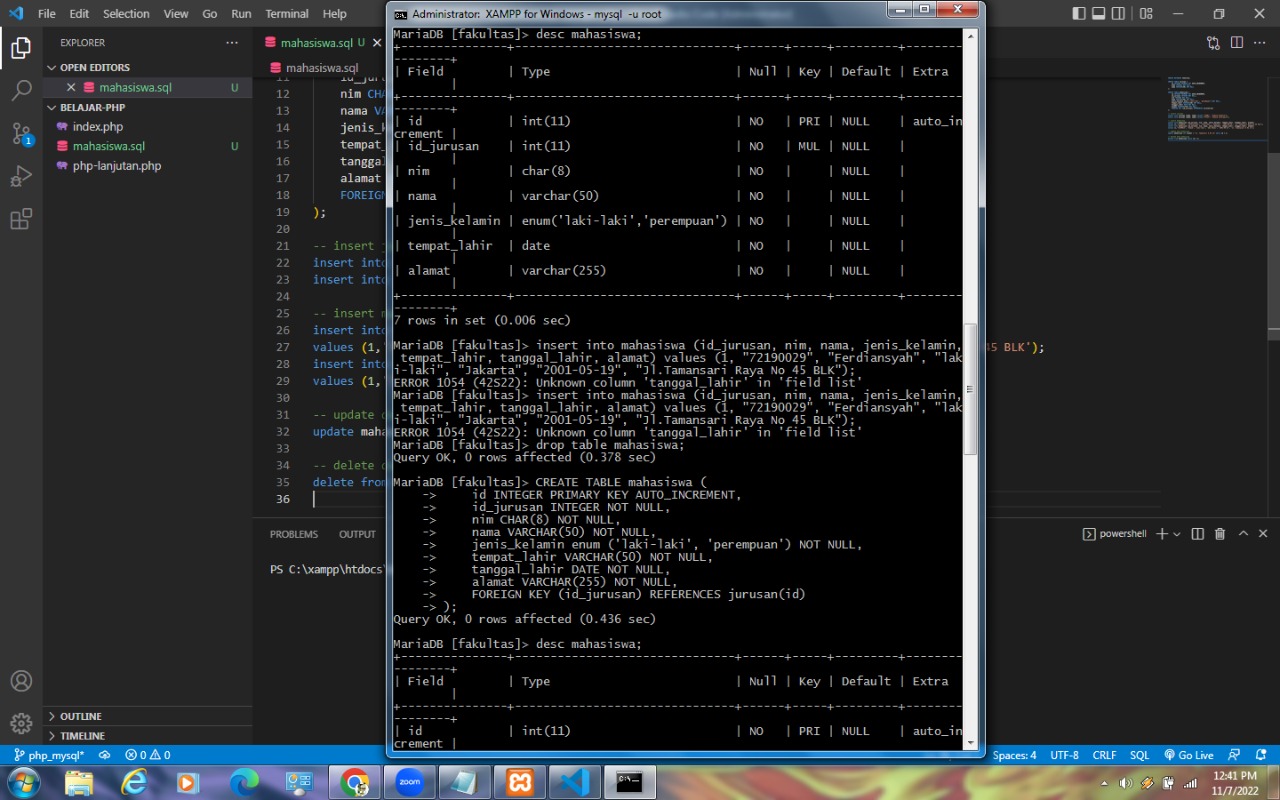 File Edit Selection View Go Run Terminal Help
Administrator: XAMPP for Windows - mysql -u root
EXPLORER
OPEN EDITORS
mahasiswa.sql U
BELAJAR-PHP
index.php
mahasiswa.sql U
php-lanjutan.php
OUTLINE
TIMELINE
mahasiswa.sql U
mahasiswa.sql
11
12 nim CHA
13 nama VA
14 jenis_k
15 tempat_
16 tanggal
17 alamat
18 FOREIGN
19 );
20
21 -- insert j
22 insert into
23 insert into
24
25 -- insert m
26 insert into
27 values (1,"
45 BLK');
28 insert into
29 values (1,"
30
31 -- update d
32 update maha
33
34 -- delete d
35 delete from
36
PROBLEMS OUTPUT
powershell
PS C:\xampp\htdocs\
MariaDB [fakultas]> desc mahasiswa;
+---------------+-------------------------------+------+-----+---------+--------
--------+
| Field | Type | Null | Key | Default | Extra
|
+---------------+-------------------------------+------+-----+---------+--------
--------+
| id | int(11) | NO | PRI | NULL | auto_in
crement |
| id_jurusan | int(11) | NO | MUL | NULL |
|
| nim | char(8) | NO | | NULL |
|
| nama | varchar(50) | NO | | NULL |
|
| jenis_kelamin | enum('laki-laki','perempuan') | NO | | NULL |
|
| tempat_lahir | date | NO | | NULL |
|
| alamat | varchar(255) | NO | | NULL |
|
+---------------+-------------------------------+------+-----+---------+--------
--------+
7 rows in set (0.006 sec)
MariaDB [fakultas]> insert into mahasiswa (id_jurusan, nim, nama, jenis_kelamin,
tempat_lahir, tanggal_lahir, alamat) values (1, "72190029", "Ferdiansyah", "lak
i-laki", "Jakarta", "2001-05-19", "Jl.Tamansari Raya No 45 BLK");
ERROR 1054 (42S22): Unknown column 'tanggal_lahir' in 'field list'
MariaDB [fakultas]> insert into mahasiswa (id_jurusan, nim, nama, jenis_kelamin,
tempat_lahir, tanggal_lahir, alamat) values (1, "72190029", "Ferdiansyah", "lak
i-laki", "Jakarta", "2001-05-19", "Jl.Tamansari Raya No 45 BLK");
ERROR 1054 (42S22): Unknown column 'tanggal_lahir' in 'field list'
MariaDB [fakultas]> drop table mahasiswa;
Query OK, 0 rows affected (0.378 sec)
MariaDB [fakultas]> CREATE TABLE mahasiswa (
-> id INTEGER PRIMARY KEY AUTO_INCREMENT,
-> id_jurusan INTEGER NOT NULL,
-> nim CHAR(8) NOT NULL,
-> nama VARCHAR(50) NOT NULL,
-> jenis_kelamin enum ('laki-laki', 'perempuan') NOT NULL,
-> tempat_lahir VARCHAR(50) NOT NULL,
-> tanggal_lahir DATE NOT NULL,
-> alamat VARCHAR(255) NOT NULL,
-> FOREIGN KEY (id_jurusan) REFERENCES jurusan(id)
-> );
Query OK, 0 rows affected (0.436 sec)
MariaDB [fakultas]> desc mahasiswa;
+---------------+-------------------------------+------+-----+---------+--------
--------+
| Field | Type | Null | Key | Default | Extra
|
+---------------+-------------------------------+------+-----+---------+--------
--------+
| id | int(11) | NO | PRI | NULL | auto_in
crement |
php_mysql* 0 0
Spaces: 4 UTF-8 CRLF SQL Go Live
zoom
12:41 PM
11/7/2022